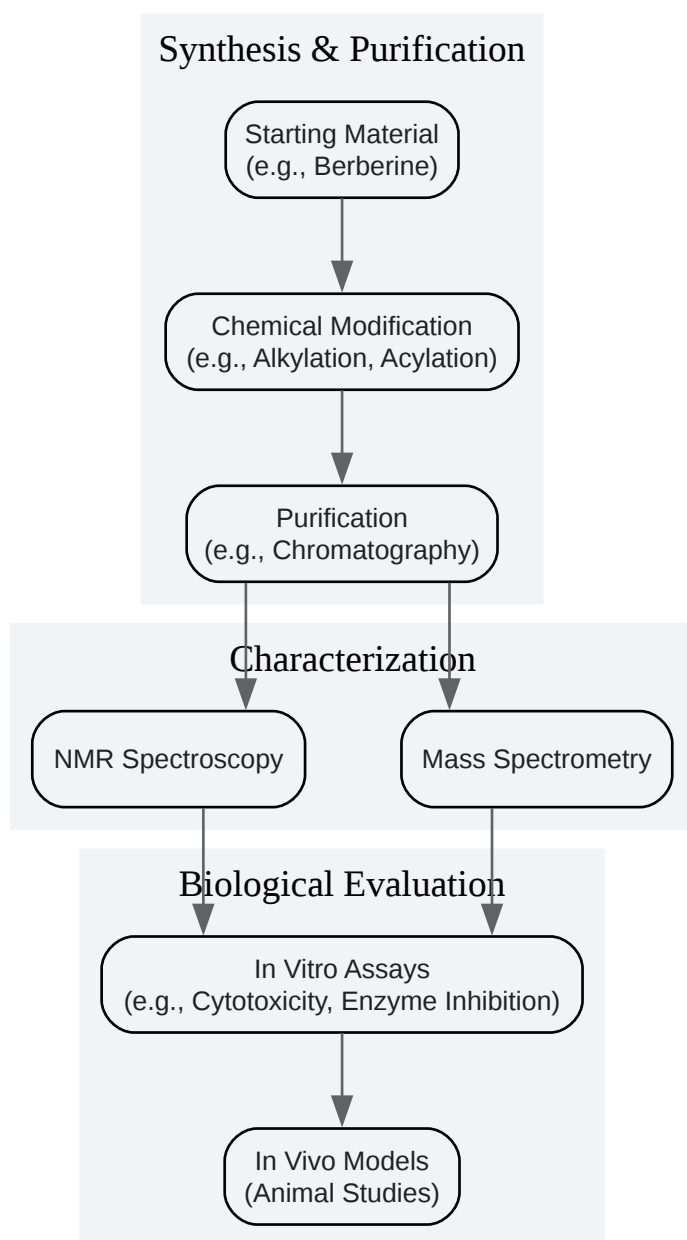 Synthesis & Purification
Starting Material
(e.g., Berberine)
Chemical Modification
(e.g., Alkylation, Acylation)
Purification
(e.g., Chromatography)
Characterization
NMR Spectroscopy
Mass Spectrometry
Biological Evaluation
In Vitro Assays
(e.g., Cytotoxicity, Enzyme Inhibition)
In Vivo Models
(Animal Studies)